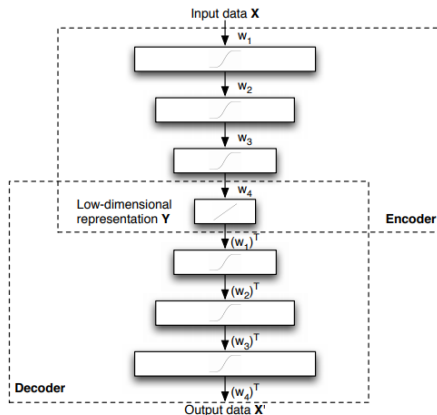 Input data X
w1
w2
w3
w4
Low-dimensional
representation Y
Encoder
(w1)T
(w2)T
(w3)T
Decoder
(w4)T
Output data X'